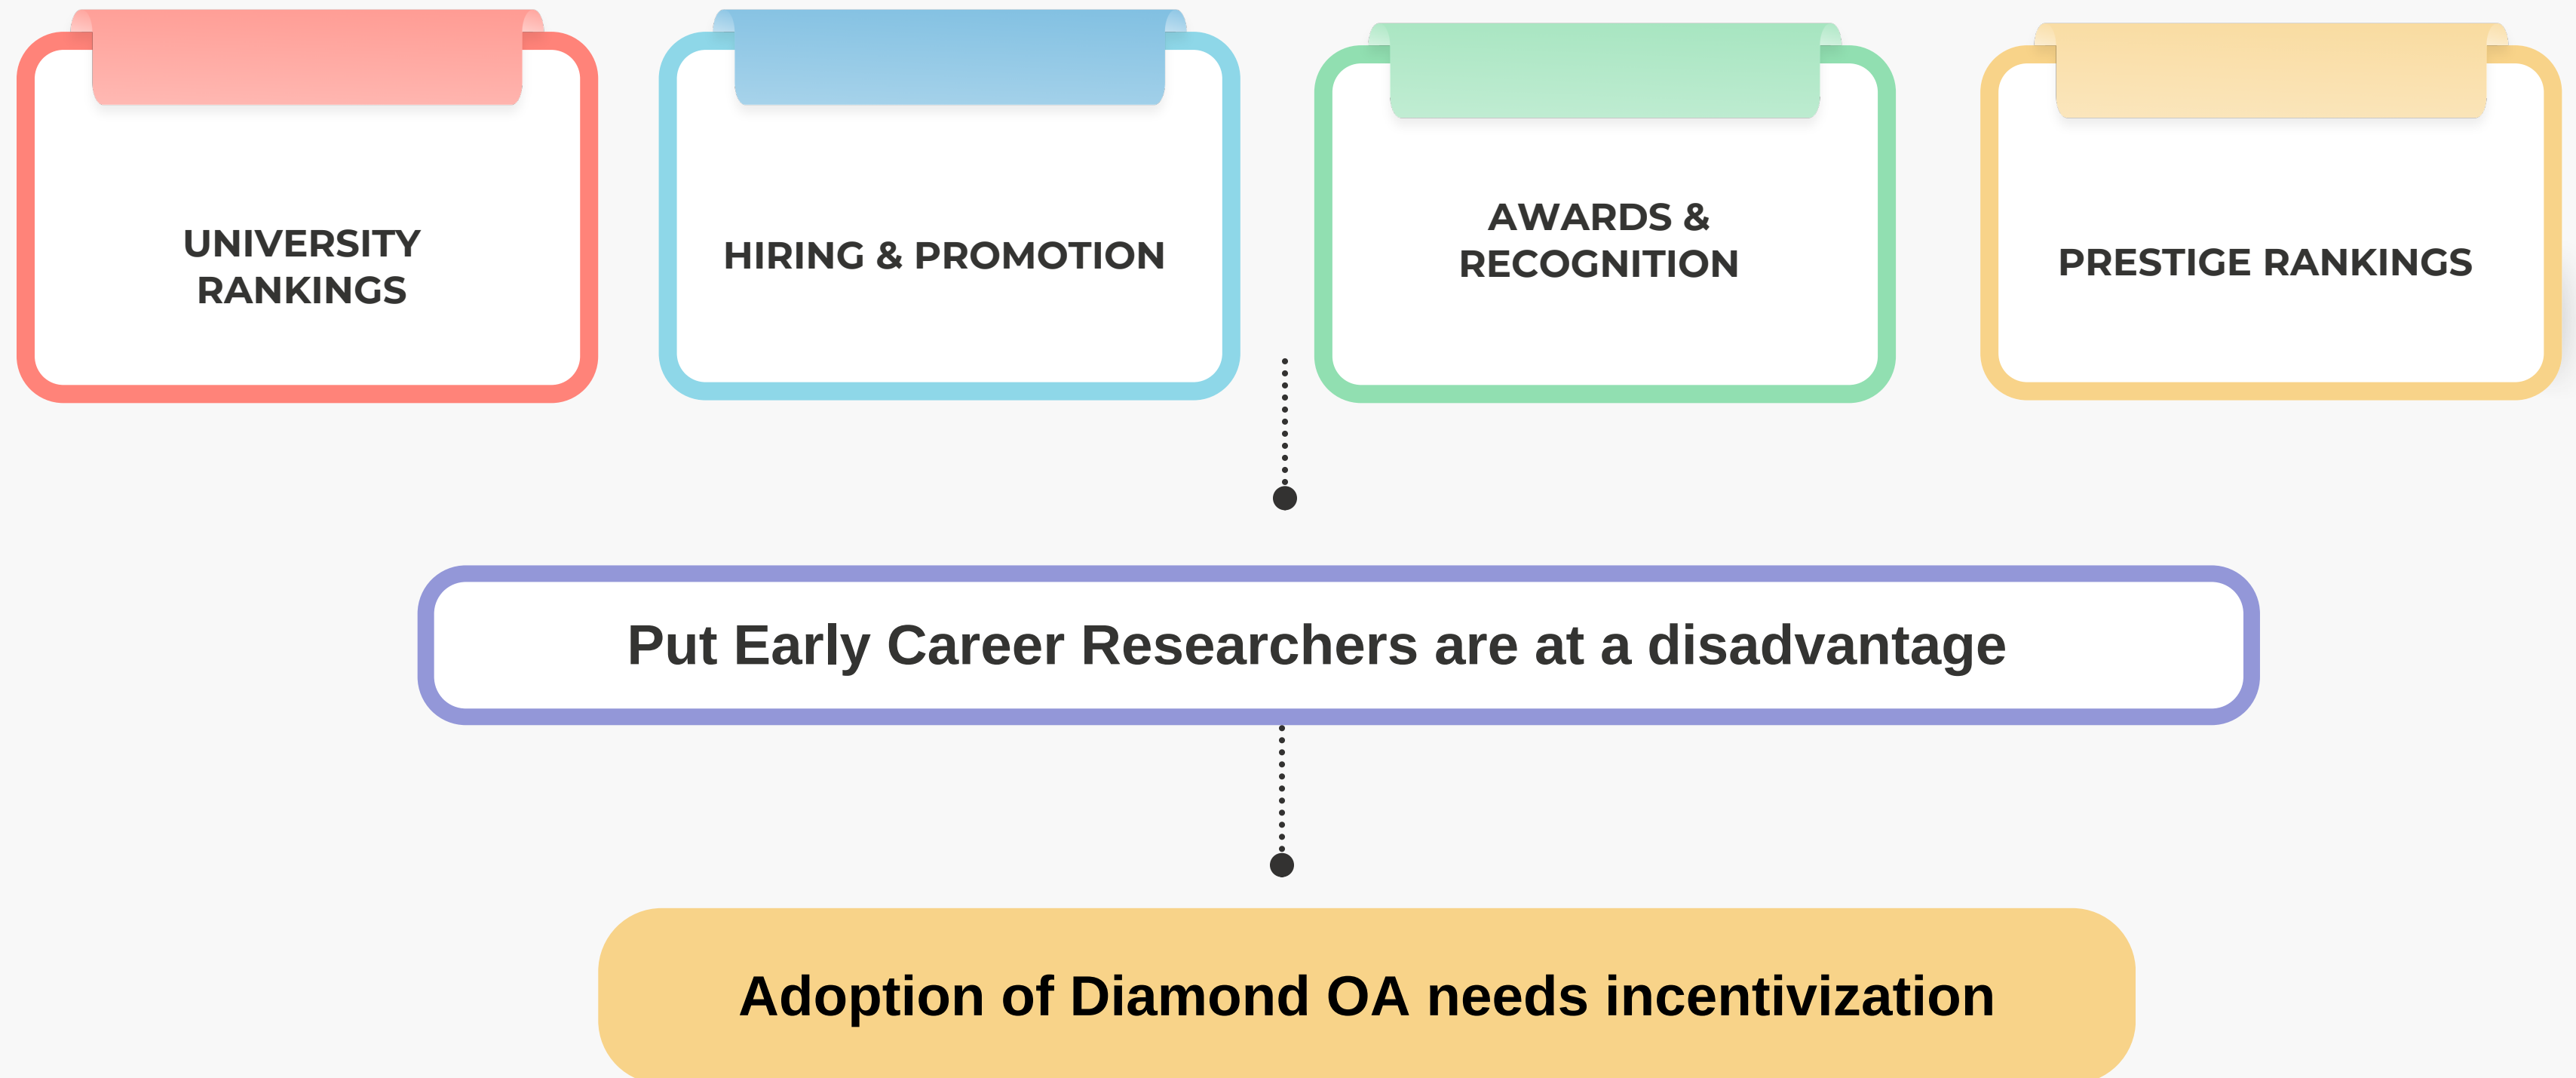 UNIVERSITY
RANKINGS
HIRING & PROMOTION
AWARDS &
RECOGNITION
PRESTIGE RANKINGS
Put Early Career Researchers are at a disadvantage
Adoption of Diamond OA needs incentivization